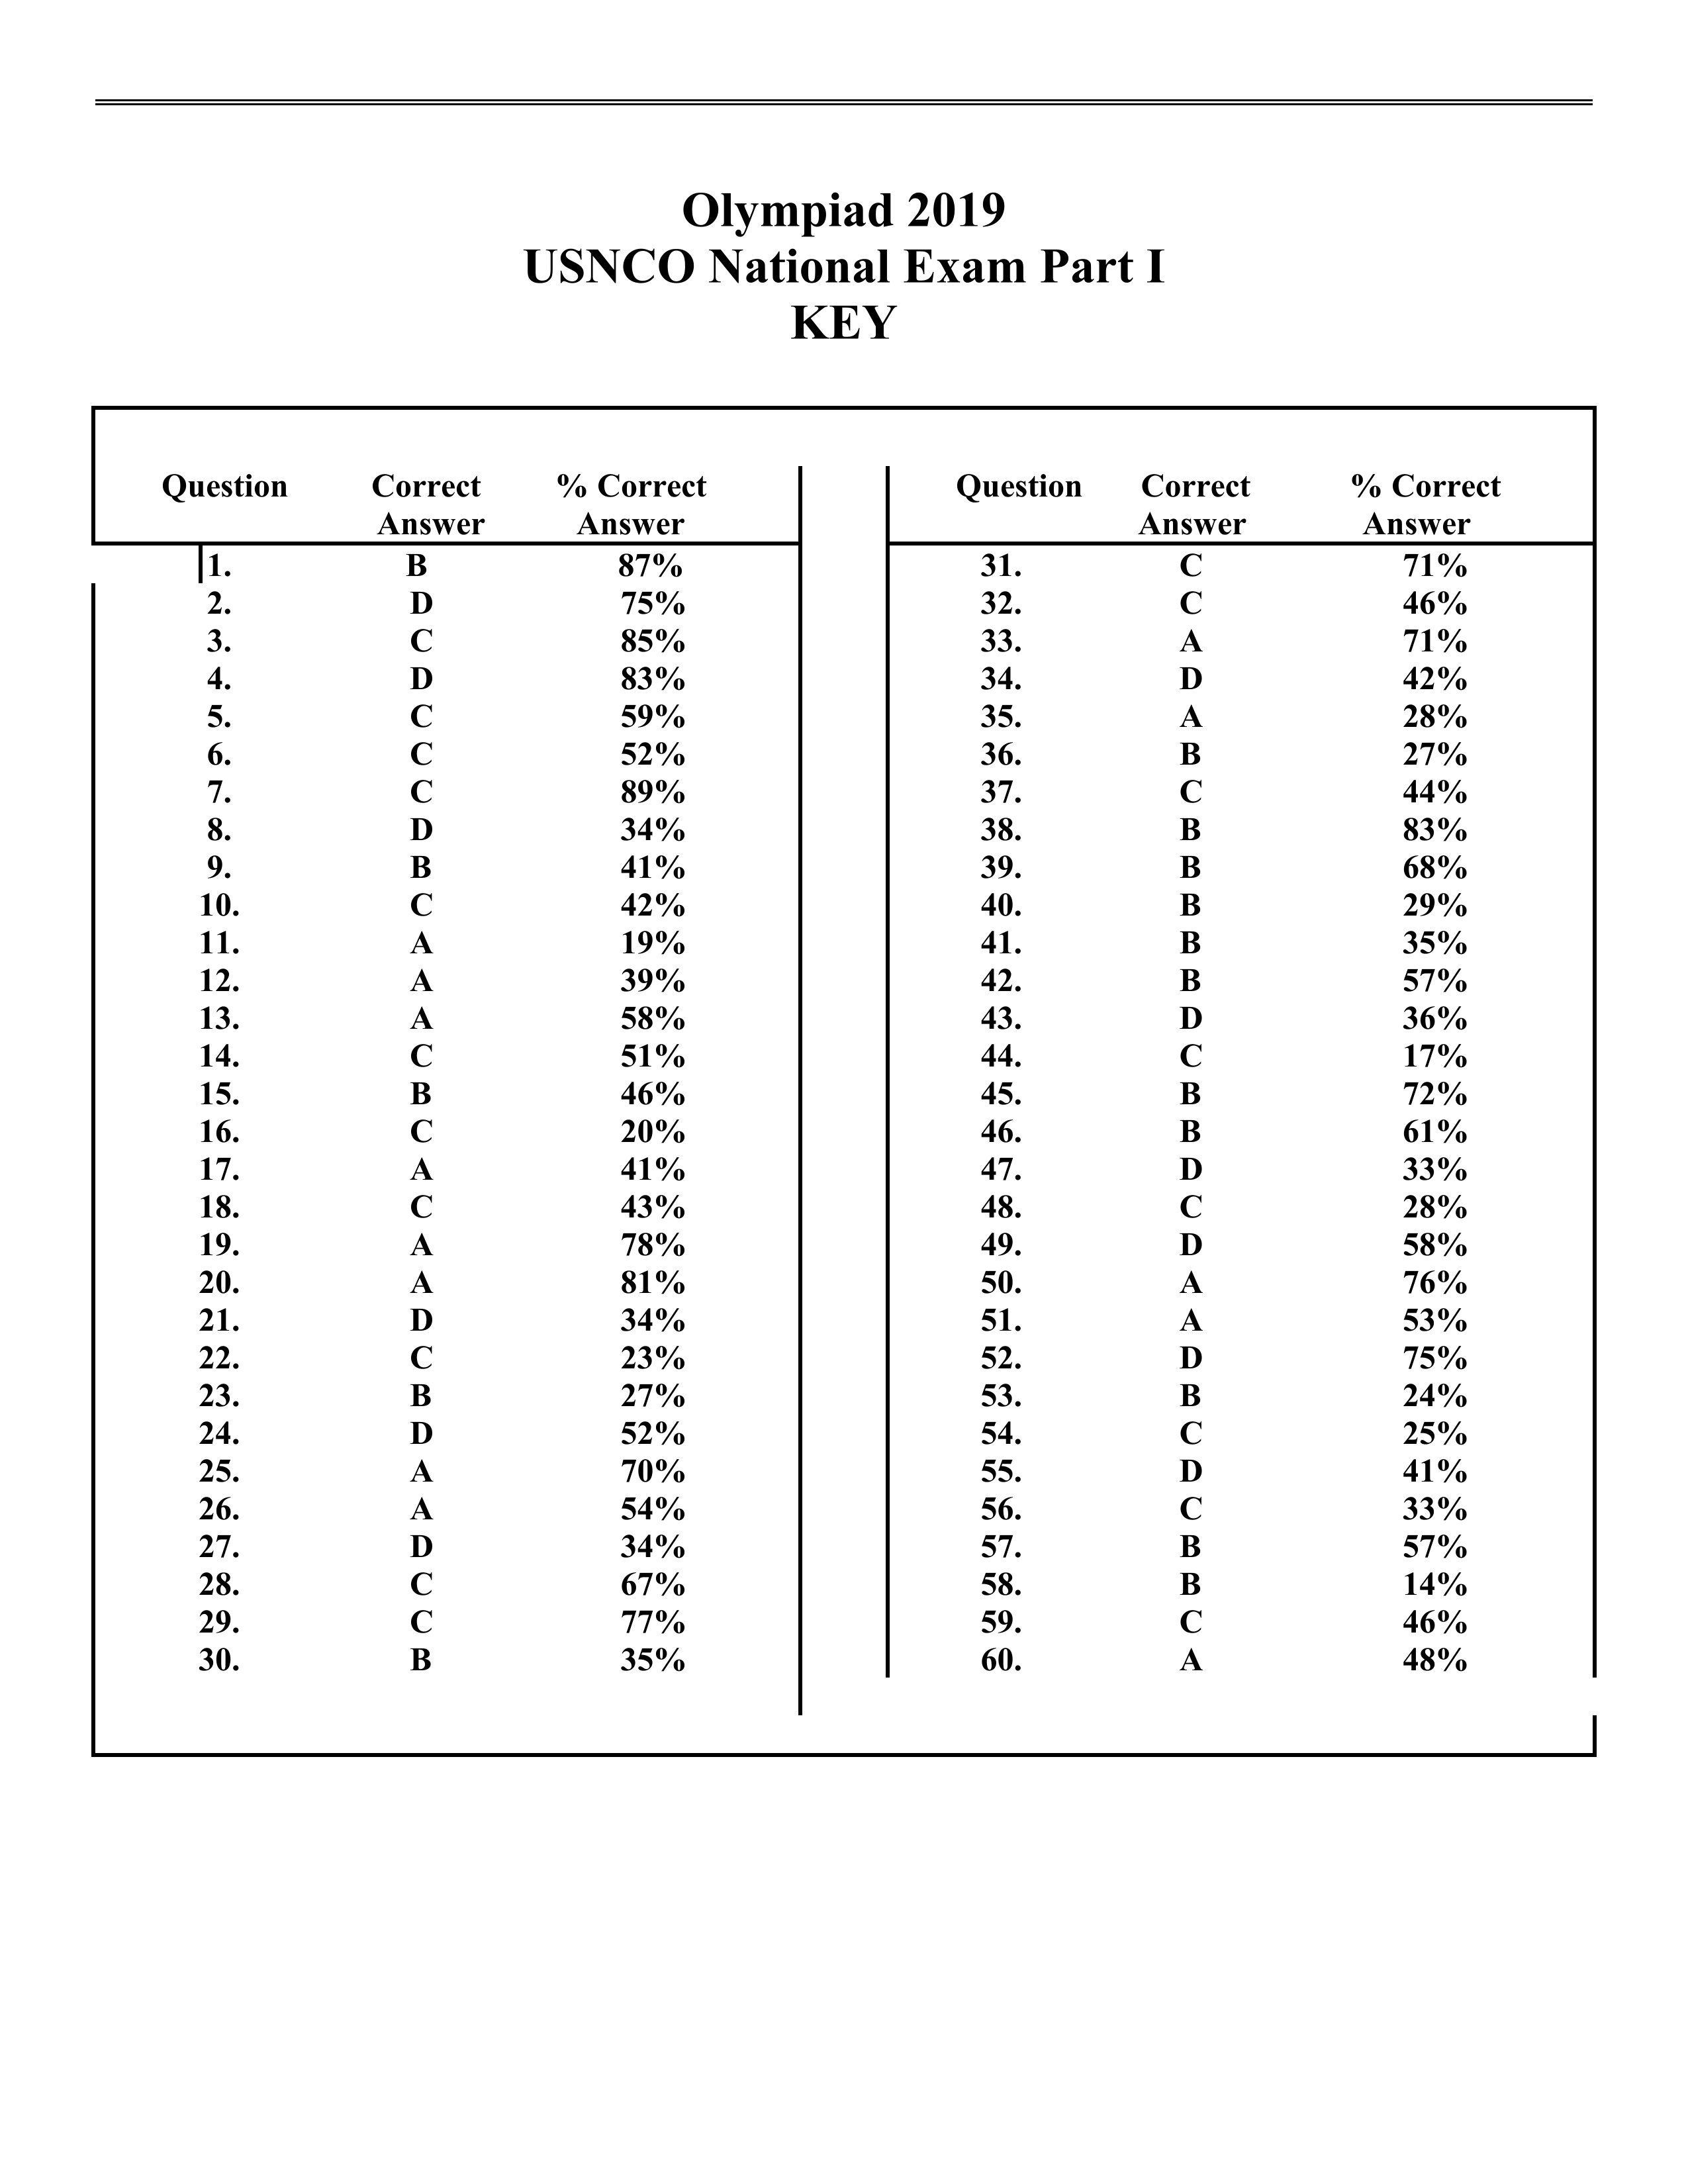 Olympiad 2019
USNCO National Exam Part I
KEY
Question Correct % Correct Question Correct % Correct
Answer Answer Answer Answer
1. B 87% 31. C 71%
2. D 75% 32. C 46%
3. C 85% 33. A 71%
4. D 83% 34. D 42%
5. C 59% 35. A 28%
6. C 52% 36. B 27%
7. C 89% 37. C 44%
8. D 34% 38. B 83%
9. B 41% 39. B 68%
10. C 42% 40. B 29%
11. A 19% 41. B 35%
12. A 39% 42. B 57%
13. A 58% 43. D 36%
14. C 51% 44. C 17%
15. B 46% 45. B 72%
16. C 20% 46. B 61%
17. A 41% 47. D 33%
18. C 43% 48. C 28%
19. A 78% 49. D 58%
20. A 81% 50. A 76%
21. D 34% 51. A 53%
22. C 23% 52. D 75%
23. B 27% 53. B 24%
24. D 52% 54. C 25%
25. A 70% 55. D 41%
26. A 54% 56. C 33%
27. D 34% 57. B 57%
28. C 67% 58. B 14%
29. C 77% 59. C 46%
30. B 35% 60. A 48%